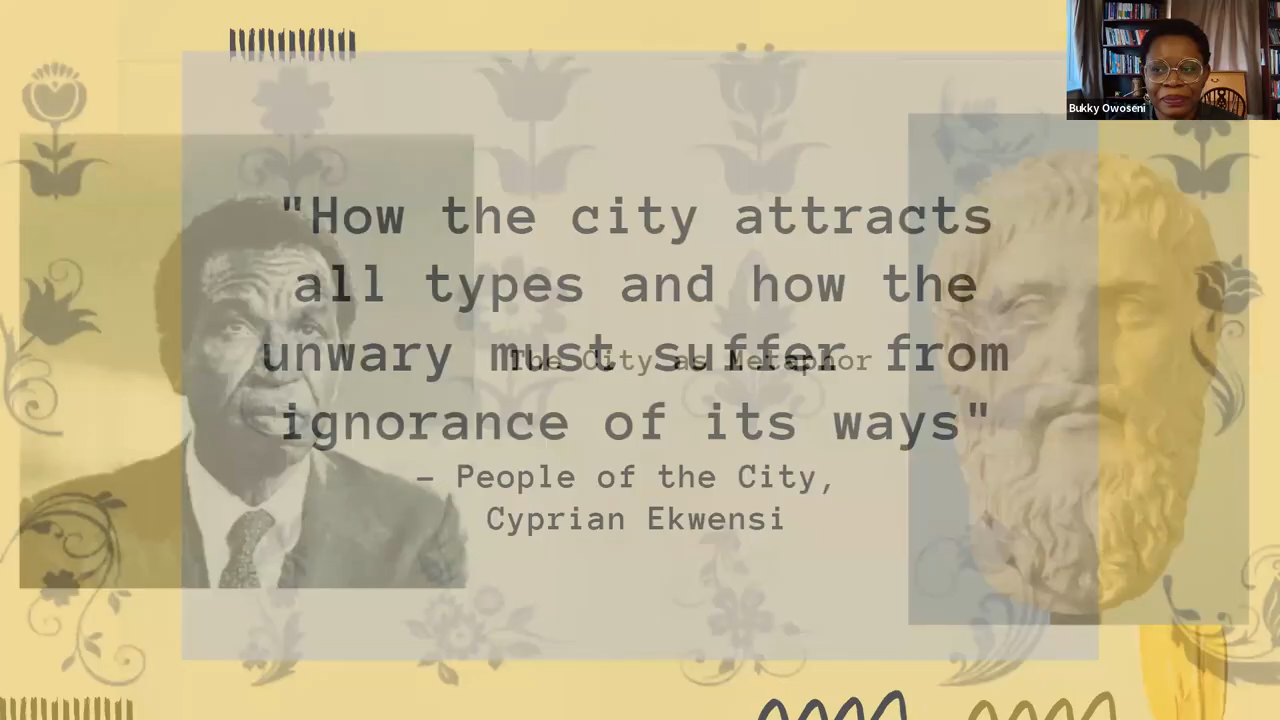 Bukky Owoseni
"How the city attracts
all types and how the
unwary must suffer from
The City as Metaphor
ignorance of its ways"
– People of the City,
Cyprian Ekwensi